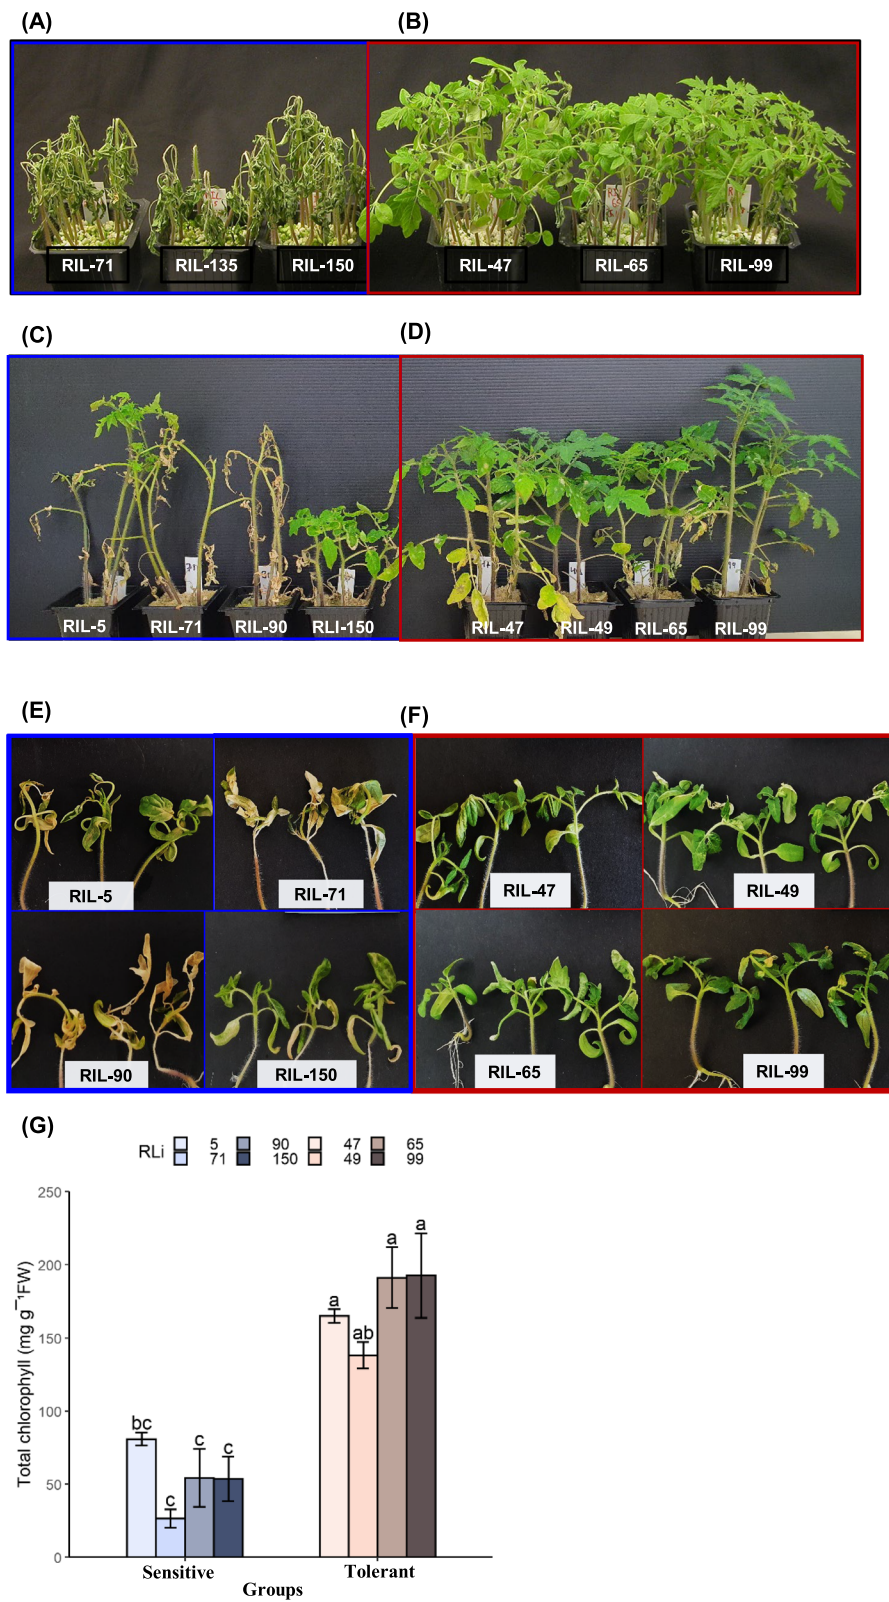 (A) (B)
RIL-71 RIL-135 RIL-150 RIL-47 RIL-65 RIL-99
(C) (D)
RIL-5 RIL-71 RIL-90 RLI-150 RIL-47 RIL-49 RIL-65 RIL-99
(E) (F)
RIL-5 RIL-71 RIL-47 RIL-49
RIL-90 RIL-150 RIL-65 RIL-99
(G)
RLi 5 90 47 65
71 150 49 99
Total chlorophyll (mg g⁻¹FW)
250
200
150
100
50
0
bc c c c a ab a a
Sensitive Tolerant
Groups